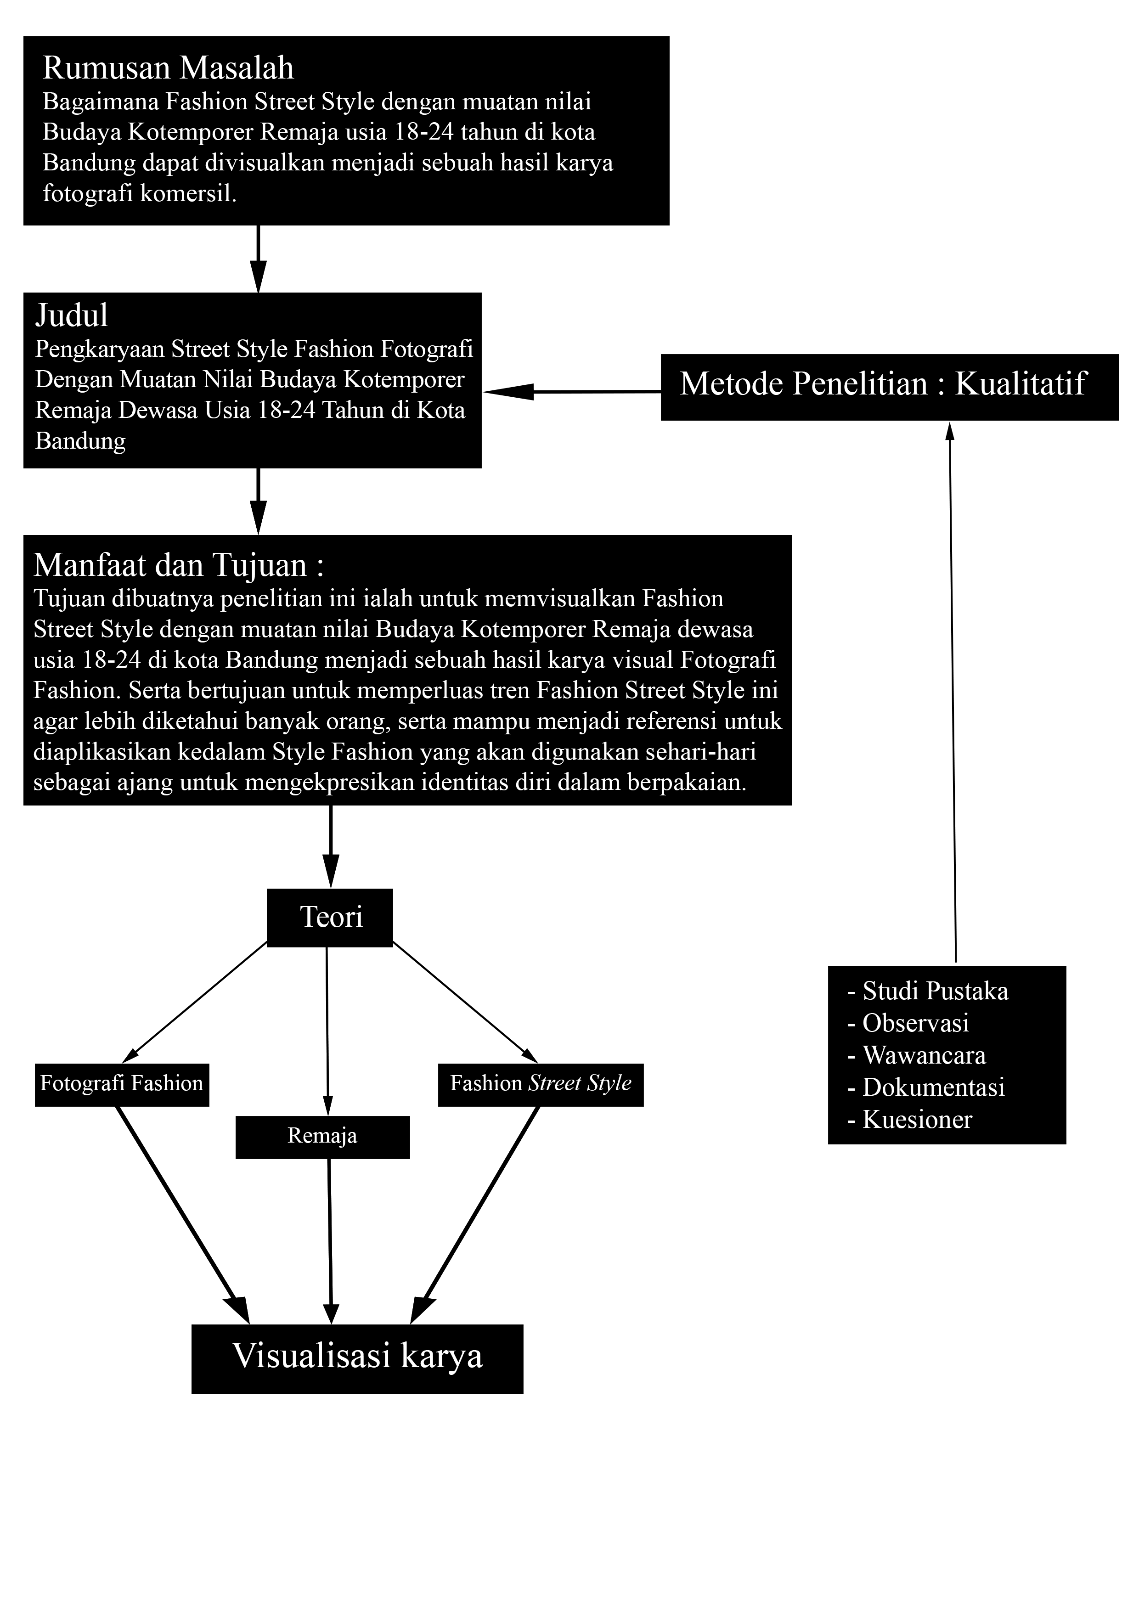 Rumusan Masalah
Bagaimana Fashion Street Style dengan muatan nilai
Budaya Kotemporer Remaja usia 18-24 tahun di kota
Bandung dapat divisualkan menjadi sebuah hasil karya
fotografi komersil.
Judul
Pengkaryaan Street Style Fashion Fotografi
Dengan Muatan Nilai Budaya Kotemporer
Remaja Dewasa Usia 18-24 Tahun di Kota
Bandung
Metode Penelitian : Kualitatif
Manfaat dan Tujuan :
Tujuan dibuatnya penelitian ini ialah untuk memvisualkan Fashion
Street Style dengan muatan nilai Budaya Kotemporer Remaja dewasa
usia 18-24 di kota Bandung menjadi sebuah hasil karya visual Fotografi
Fashion. Serta bertujuan untuk memperluas tren Fashion Street Style ini
agar lebih diketahui banyak orang, serta mampu menjadi referensi untuk
diaplikasikan kedalam Style Fashion yang akan digunakan sehari-hari
sebagai ajang untuk mengekpresikan identitas diri dalam berpakaian.
Teori
Fotografi Fashion
Remaja
Fashion Street Style
- Studi Pustaka
- Observasi
- Wawancara
- Dokumentasi
- Kuesioner
Visualisasi karya